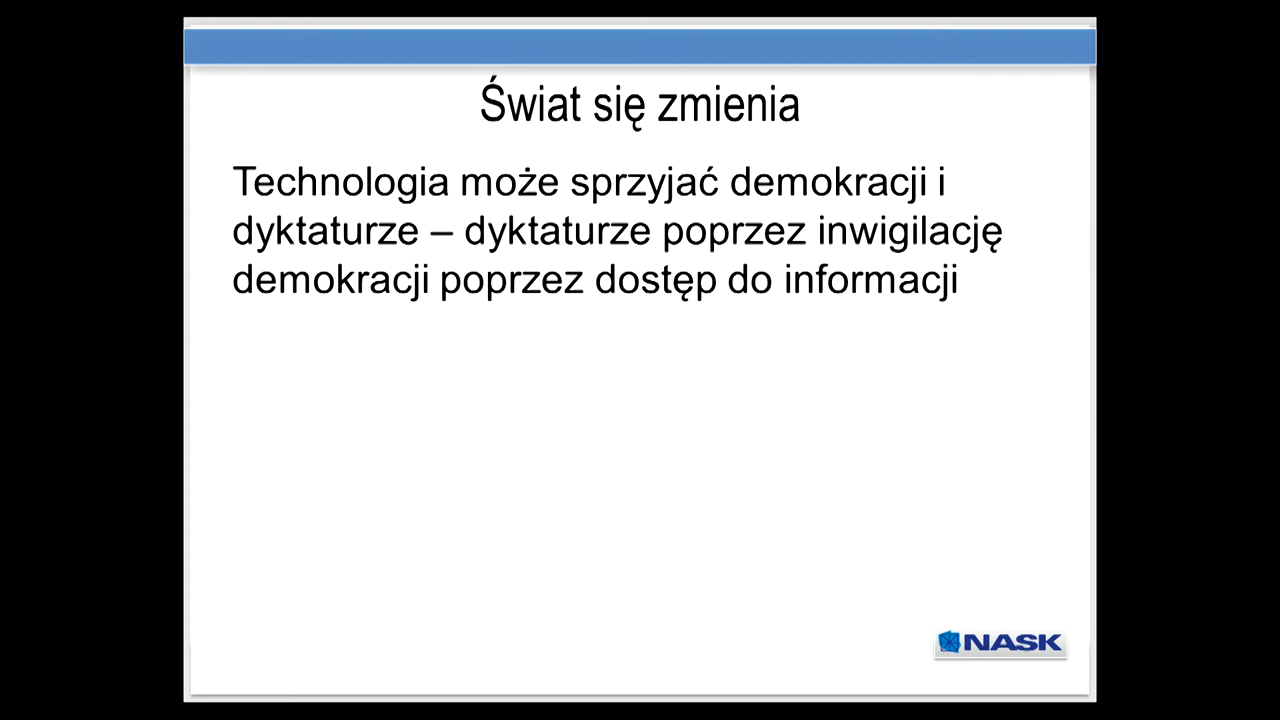 Świat się zmienia
Technologia może sprzyjać demokracji i
dyktaturze – dyktaturze poprzez inwigilację
demokracji poprzez dostęp do informacji
NASK